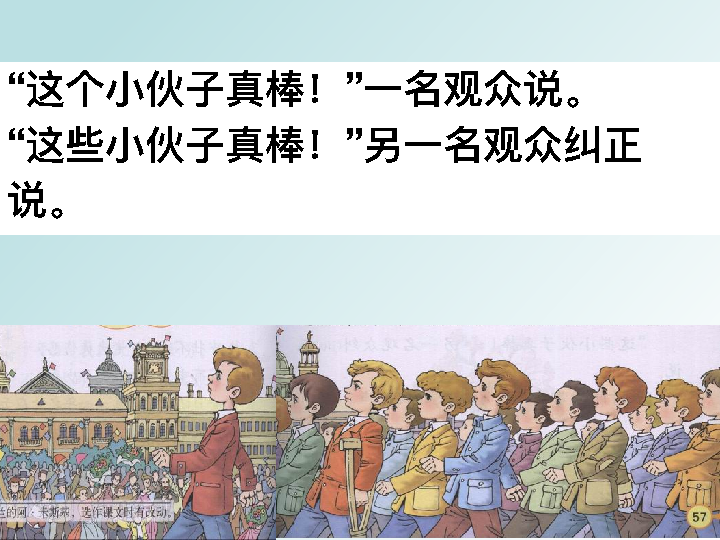 “这个小伙子真棒！”一名观众说。
“这些小伙子真棒！”另一名观众纠正
说。
兰的阿·卡斯荪，选作课文时有改动。
57